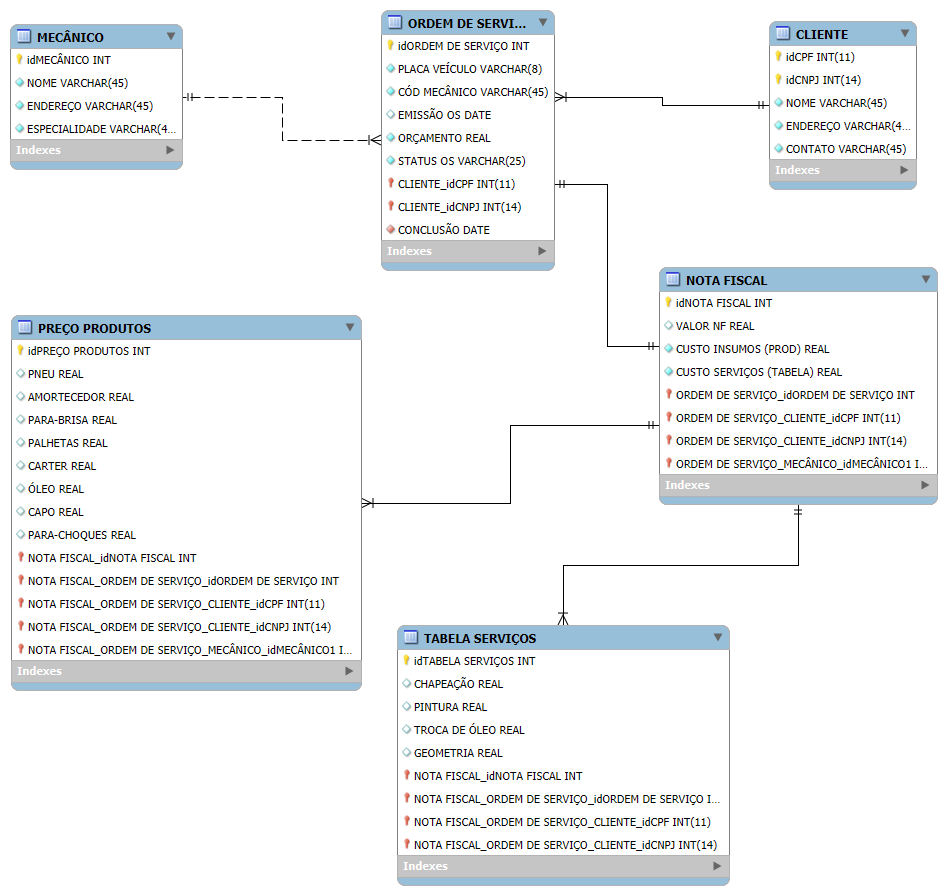 MECÂNICO
idMECÂNICO INT
NOME VARCHAR(45)
ENDEREÇO VARCHAR(45)
ESPECIALIDADE VARCHAR(4...
Indexes
ORDEM DE SERVI...
idORDEM DE SERVIÇO INT
PLACA VEÍCULO VARCHAR(8)
CÓD MECÂNICO VARCHAR(45)
EMISSÃO OS DATE
ORÇAMENTO REAL
STATUS OS VARCHAR(25)
CLIENTE_idCPF INT(11)
CLIENTE_idCNPJ INT(14)
CONCLUSÃO DATE
Indexes
CLIENTE
idCPF INT(11)
idCNPJ INT(14)
NOME VARCHAR(45)
ENDEREÇO VARCHAR(4...
CONTATO VARCHAR(45)
Indexes
NOTA FISCAL
idNOTA FISCAL INT
VALOR NF REAL
CUSTO INSUMOS (PROD) REAL
CUSTO SERVIÇOS (TABELA) REAL
ORDEM DE SERVIÇO_idORDEM DE SERVIÇO INT
ORDEM DE SERVIÇO_CLIENTE_idCPF INT(11)
ORDEM DE SERVIÇO_CLIENTE_idCNPJ INT(14)
ORDEM DE SERVIÇO_MECÂNICO_idMECÂNICO1 I...
Indexes
PREÇO PRODUTOS
idPREÇO PRODUTOS INT
PNEU REAL
AMORTECEDOR REAL
PARA-BRISA REAL
PALHETAS REAL
CARTER REAL
ÓLEO REAL
CAPO REAL
PARA-CHOQUES REAL
NOTA FISCAL_idNOTA FISCAL INT
NOTA FISCAL_ORDEM DE SERVIÇO_idORDEM DE SERVIÇO INT
NOTA FISCAL_ORDEM DE SERVIÇO_CLIENTE_idCPF INT(11)
NOTA FISCAL_ORDEM DE SERVIÇO_CLIENTE_idCNPJ INT(14)
NOTA FISCAL_ORDEM DE SERVIÇO_MECÂNICO_idMECÂNICO1 I...
Indexes
TABELA SERVIÇOS
idTABELA SERVIÇOS INT
CHAPEAÇÃO REAL
PINTURA REAL
TROCA DE ÓLEO REAL
GEOMETRIA REAL
NOTA FISCAL_idNOTA FISCAL INT
NOTA FISCAL_ORDEM DE SERVIÇO_idORDEM DE SERVIÇO I...
NOTA FISCAL_ORDEM DE SERVIÇO_CLIENTE_idCPF INT(11)
NOTA FISCAL_ORDEM DE SERVIÇO_CLIENTE_idCNPJ INT(14)
Indexes